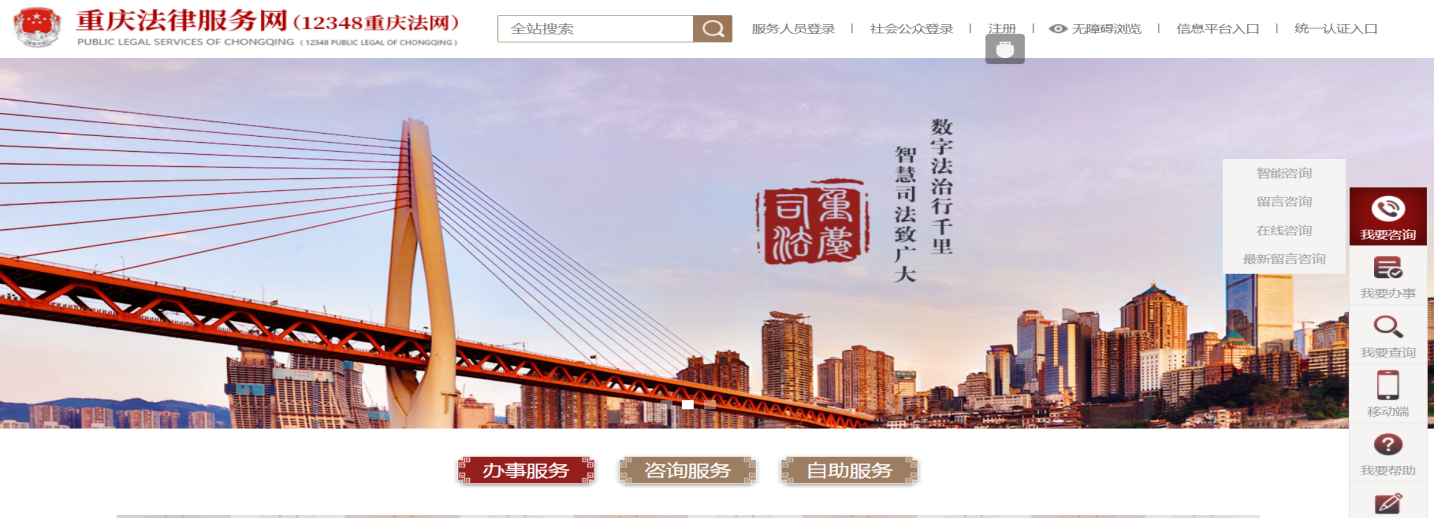 重庆法律服务网(12348重庆法网)
PUBLIC LEGAL SERVICES OF CHONGQING ( 12348 PUBLIC LEGAL OF CHONGQING )
全站搜索
服务人员登录 | 社会公众登录 | 注册 | 无障碍浏览 | 信息平台入口 | 统一认证入口
数字法治行千里
智慧司法致广大
重庆
司法
智能咨询
留言咨询
在线咨询
最新留言咨询
我要咨询
我要办事
我要查询
移动端
我要帮助
办事服务
咨询服务
自助服务